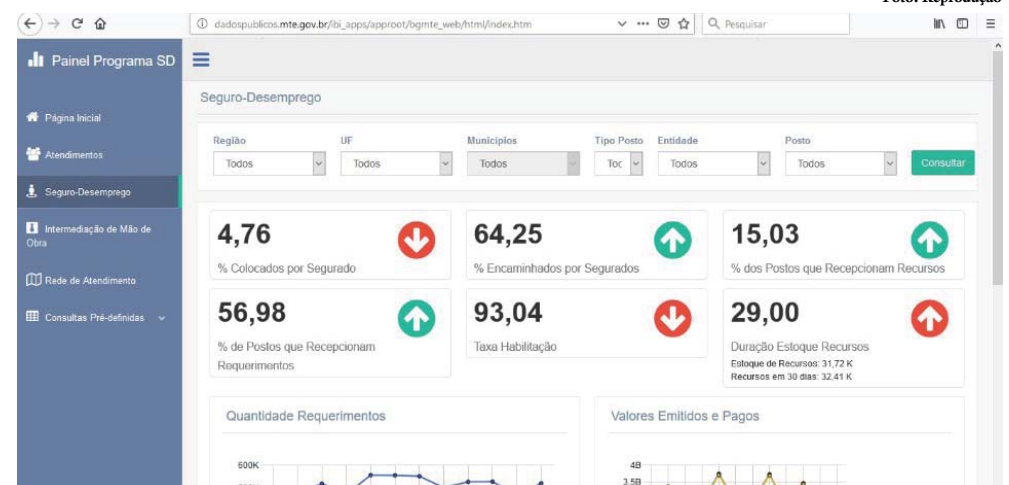 Foto: Reprodução
dadospublicos.mte.gov.br/ibi_apps/approot/bgmte_web/html/index.htm
Pesquisar
Painel Programa SD
Seguro-Desemprego
Página Inicial
Atendimentos
Seguro-Desemprego
Intermediação de Mão de
Obra
Rede de Atendimento
Consultas Pré-definidas
Região UF Municípios Tipo Posto Entidade Posto
Todos Todos Todos Toc Todos Todos Consultar
4,76
% Colocados por Segurado
64,25
% Encaminhados por Segurados
15,03
% dos Postos que Recepcionam Recursos
56,98
% de Postos que Recepcionam
Requerimentos
93,04
Taxa Habilitação
29,00
Duração Estoque Recursos
Estoque de Recursos: 31,72 K
Recursos em 30 dias: 32,41 K
Quantidade Requerimentos
600K
Valores Emitidos e Pagos
4B
3.5B